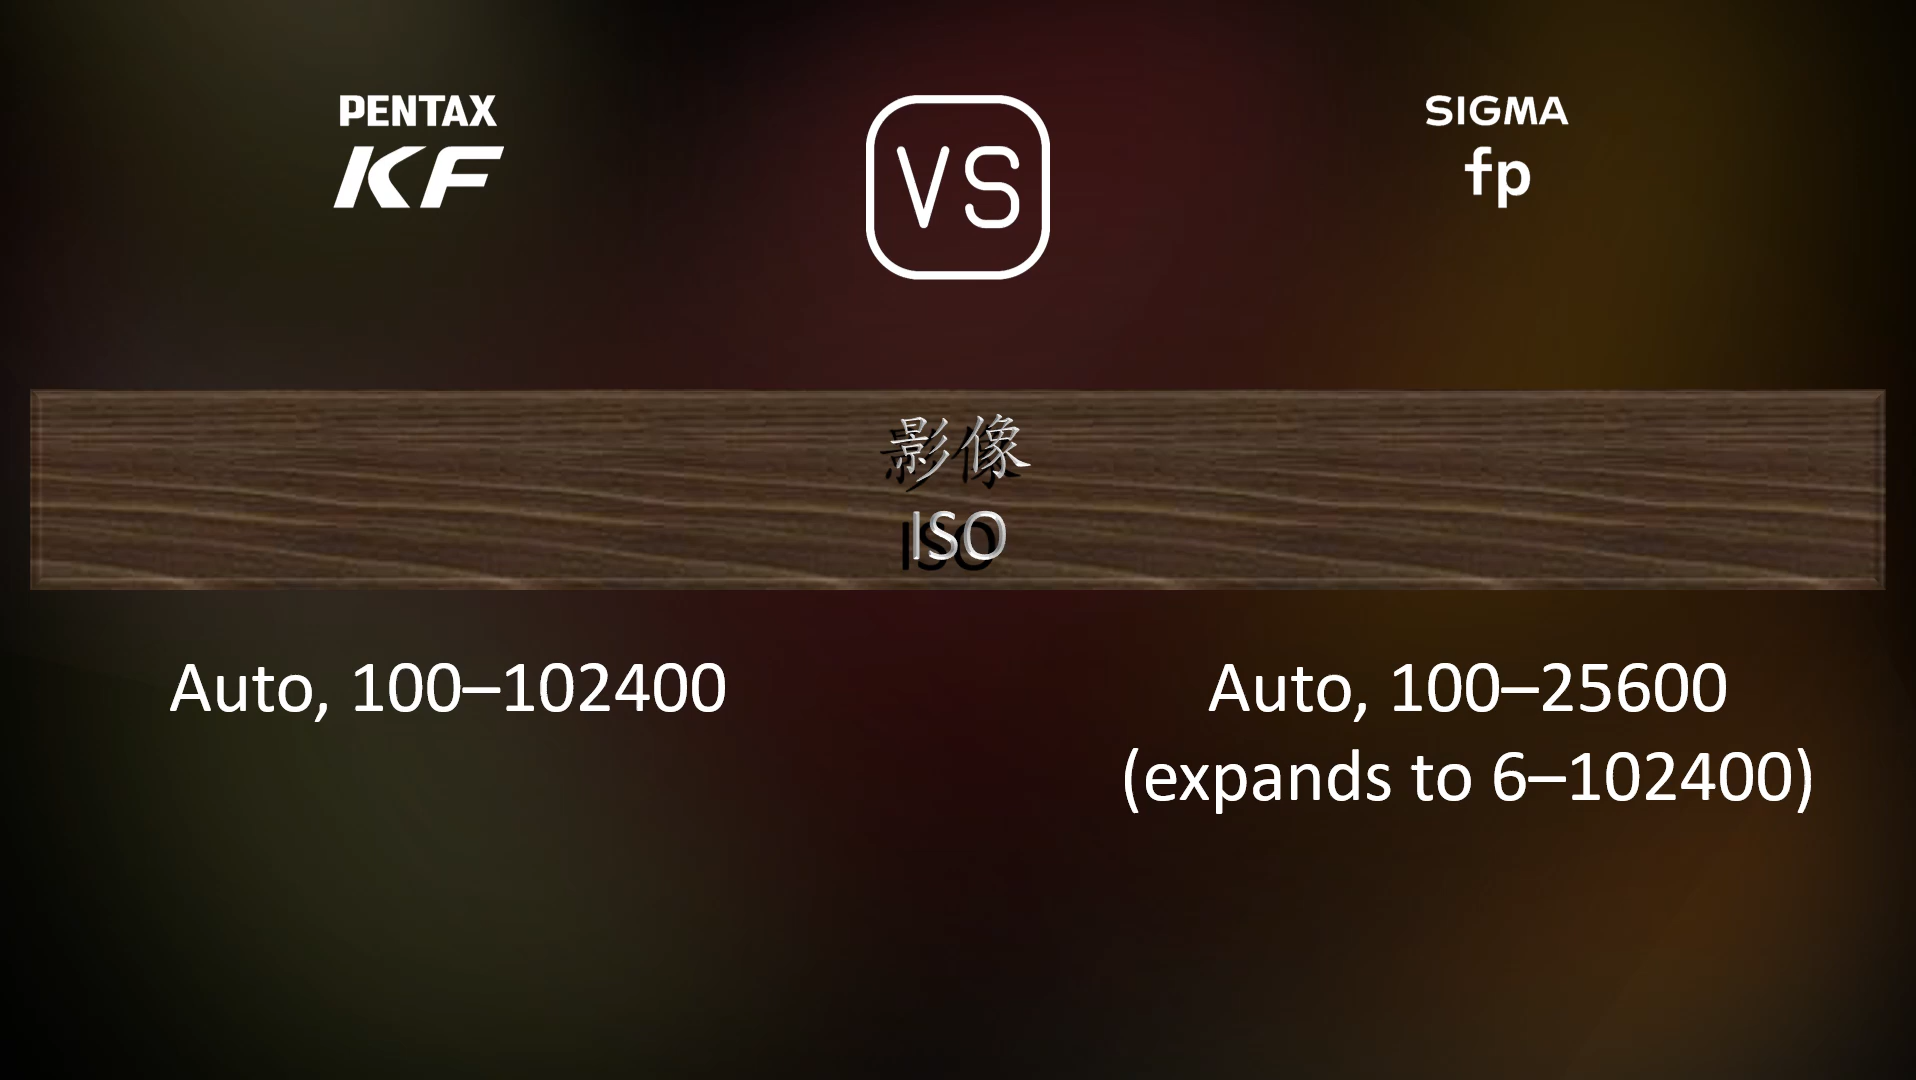 PENTAX
KF
VS
SIGMA
fp
影像
ISO
Auto, 100–102400
Auto, 100–25600
(expands to 6–102400)